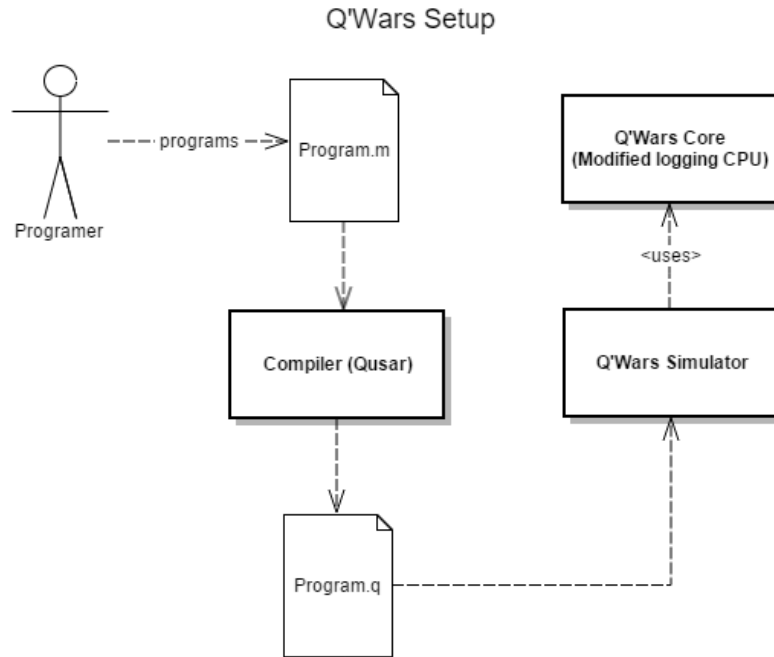 Q'Wars Setup
programs
Program.m
Programer
Q'Wars Core
(Modified logging CPU)
<uses>
Compiler (Qusar)
Q'Wars Simulator
Program.q